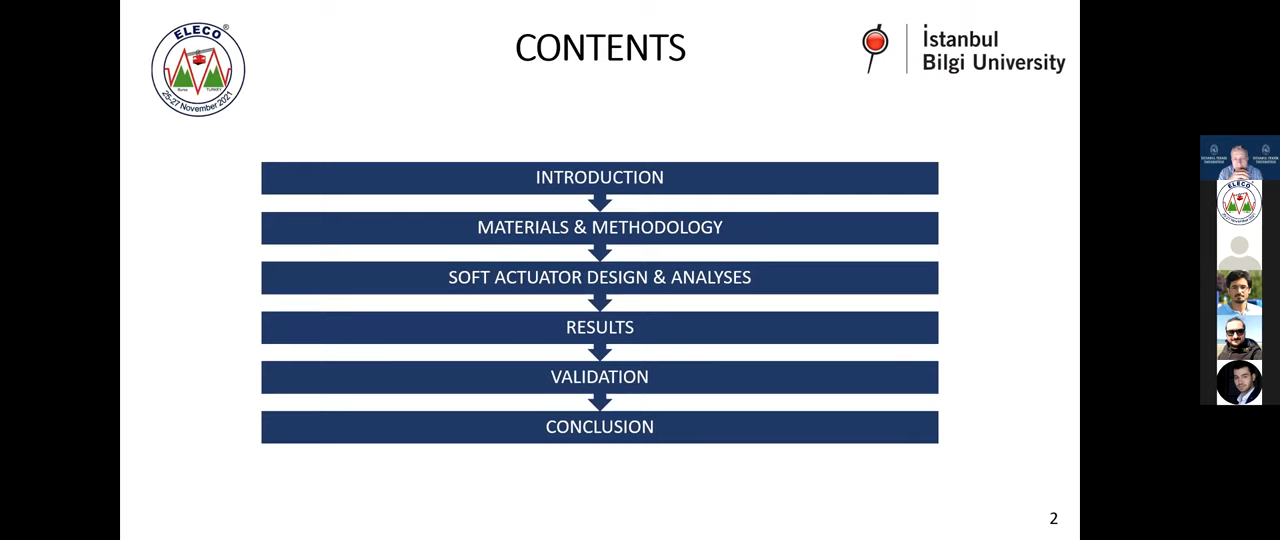 ELECO
®
Bursa
TURKEY
25-27 November 2021
CONTENTS
İstanbul
Bilgi University
INTRODUCTION
MATERIALS & METHODOLOGY
SOFT ACTUATOR DESIGN & ANALYSES
RESULTS
VALIDATION
CONCLUSION
2
ELECO